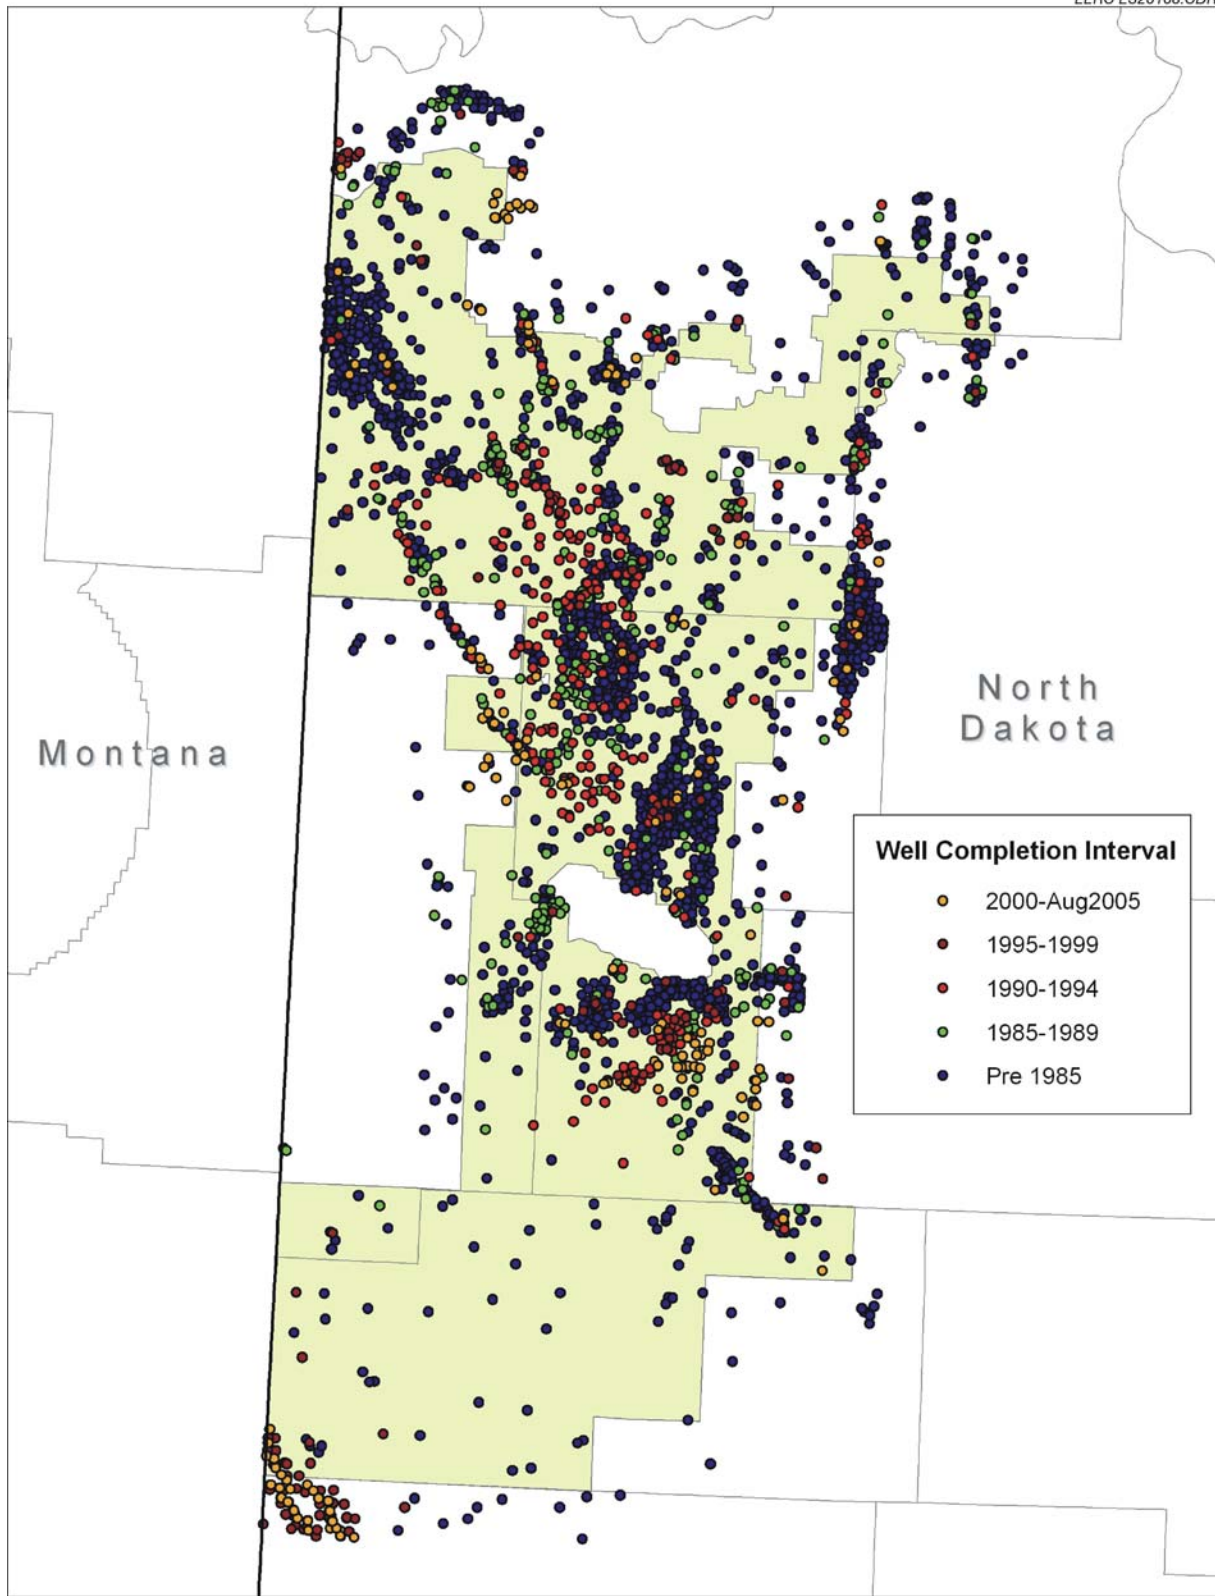 North
Dakota
Montana
Well Completion Interval
2000-Aug2005
1995-1999
1990-1994
1985-1989
Pre 1985